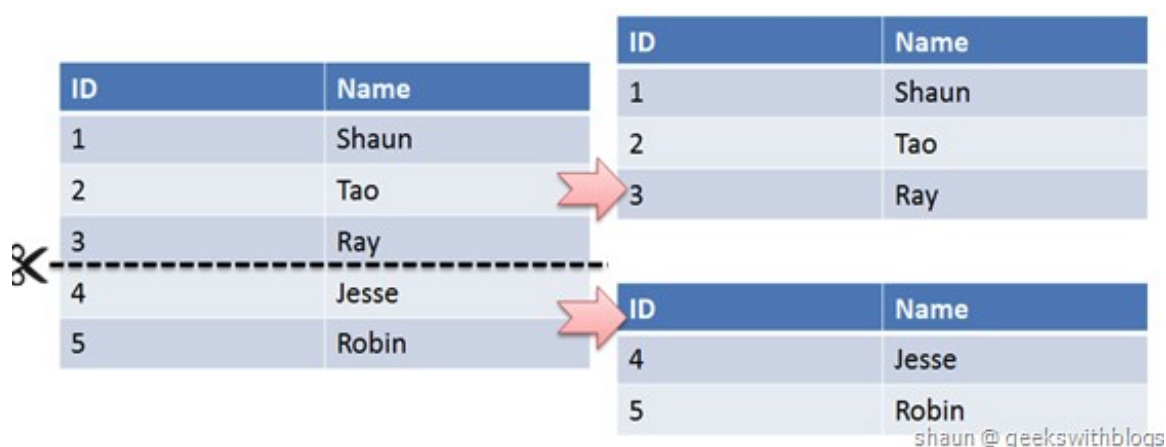 ID Name
1 Shaun
2 Tao
3 Ray
4 Jesse
5 Robin
ID Name
1 Shaun
2 Tao
3 Ray
ID Name
4 Jesse
5 Robin
shaun @ geekswithblogs